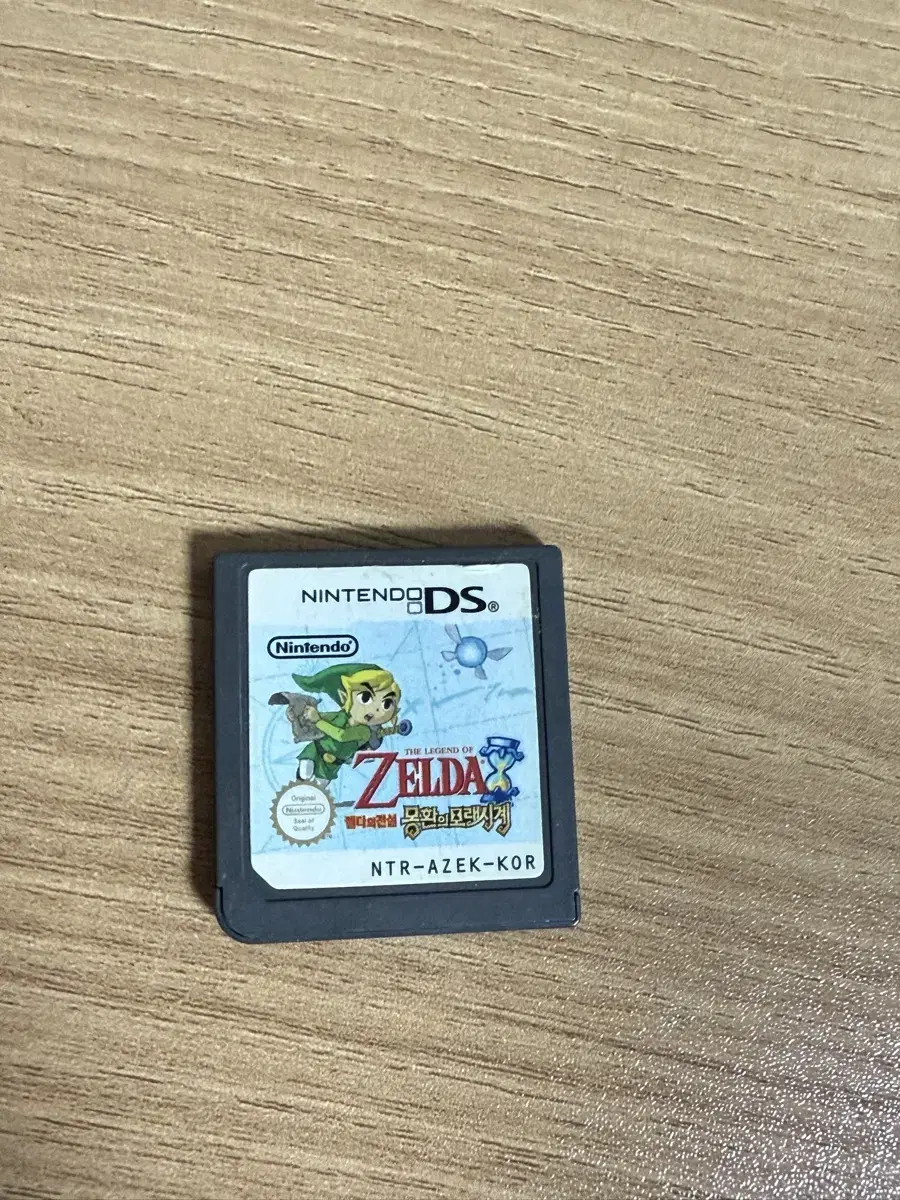 NINTENDO DS®
Nintendo®
THE LEGEND OF
ZELDA
젤다의전설 몽환의모래시계
Original
Nintendo
Seal of
Quality
NTR-AZEK-KOR